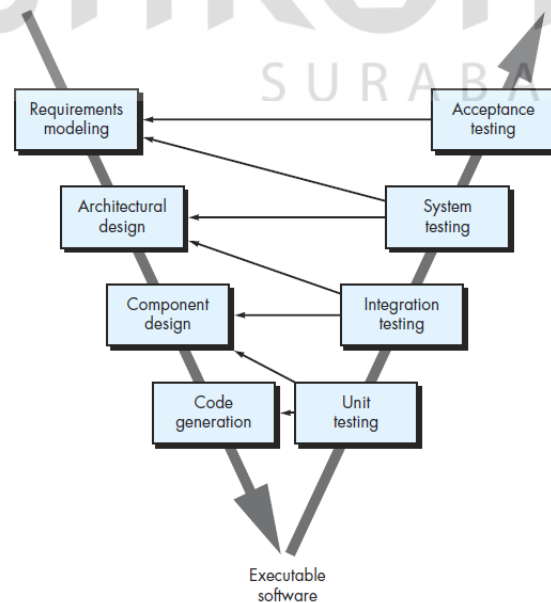 SURABA
Requirements
modeling
Acceptance
testing
Architectural
design
System
testing
Component
design
Integration
testing
Code
generation
Unit
testing
Executable
software